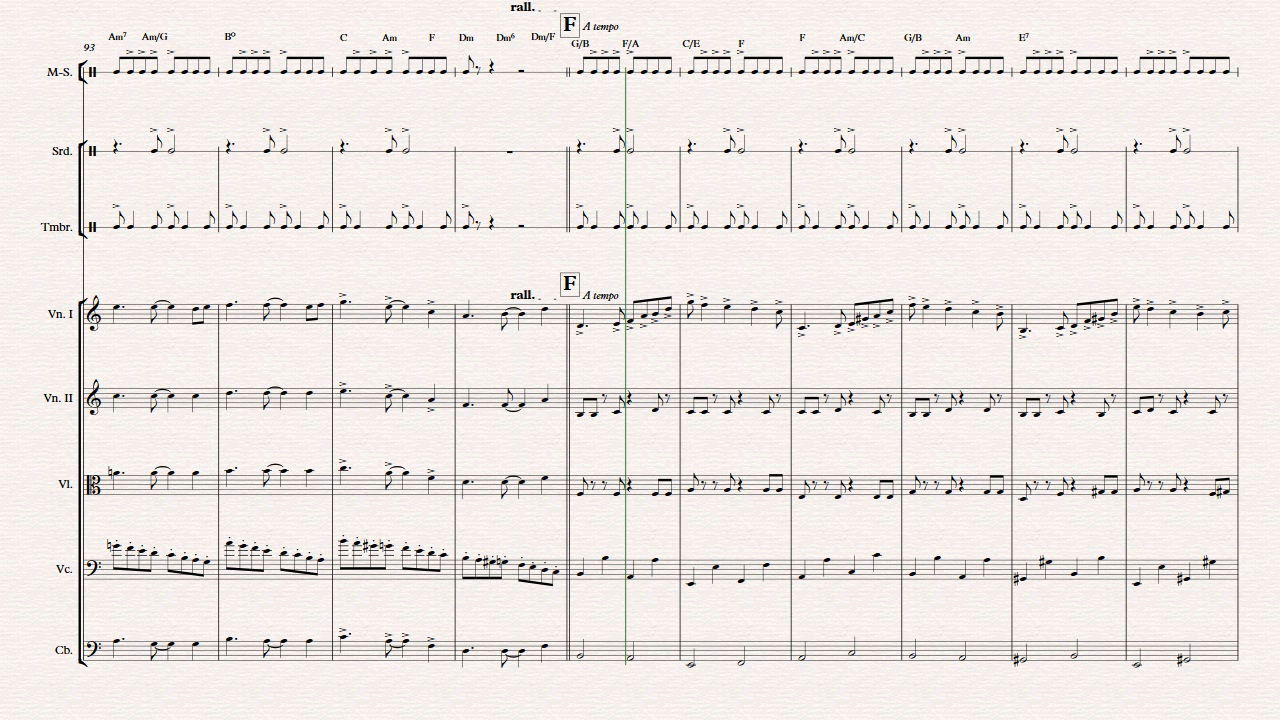 rall.
F A tempo
Am7 Am/G Bo C Am F Dm Dm6 Dm/F G/B F/A C/E F F Am/C G/B Am E7
93
M-S.
Srd.
Tmbr.
rall. F A tempo
Vn. I
Vn. II
Vl.
Vc.
Cb.